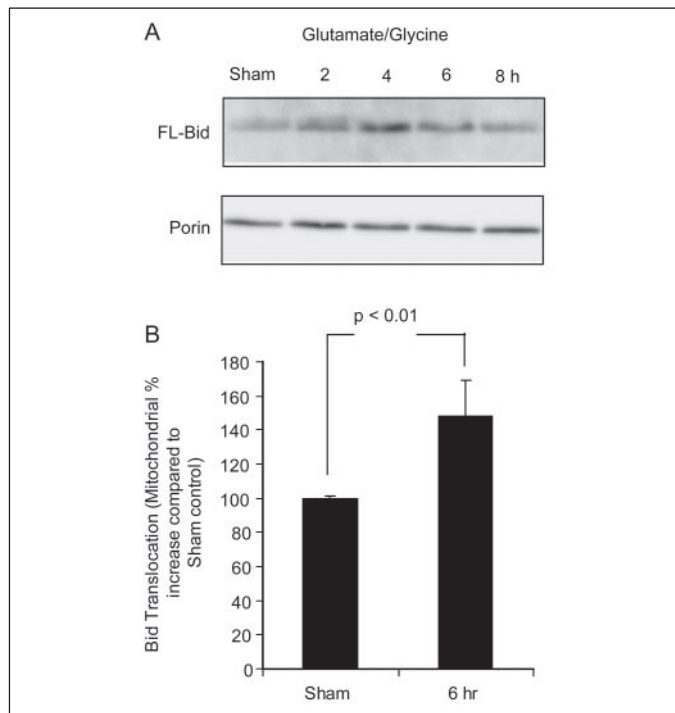 A
Glutamate/Glycine
Sham 2 4 6 8 h
FL-Bid
Porin
B
p < 0.01
Bid Translocation (Mitochondrial %
increase compared to
Sham control)
180
160
140
120
100
80
60
40
20
0
Sham 6 hr